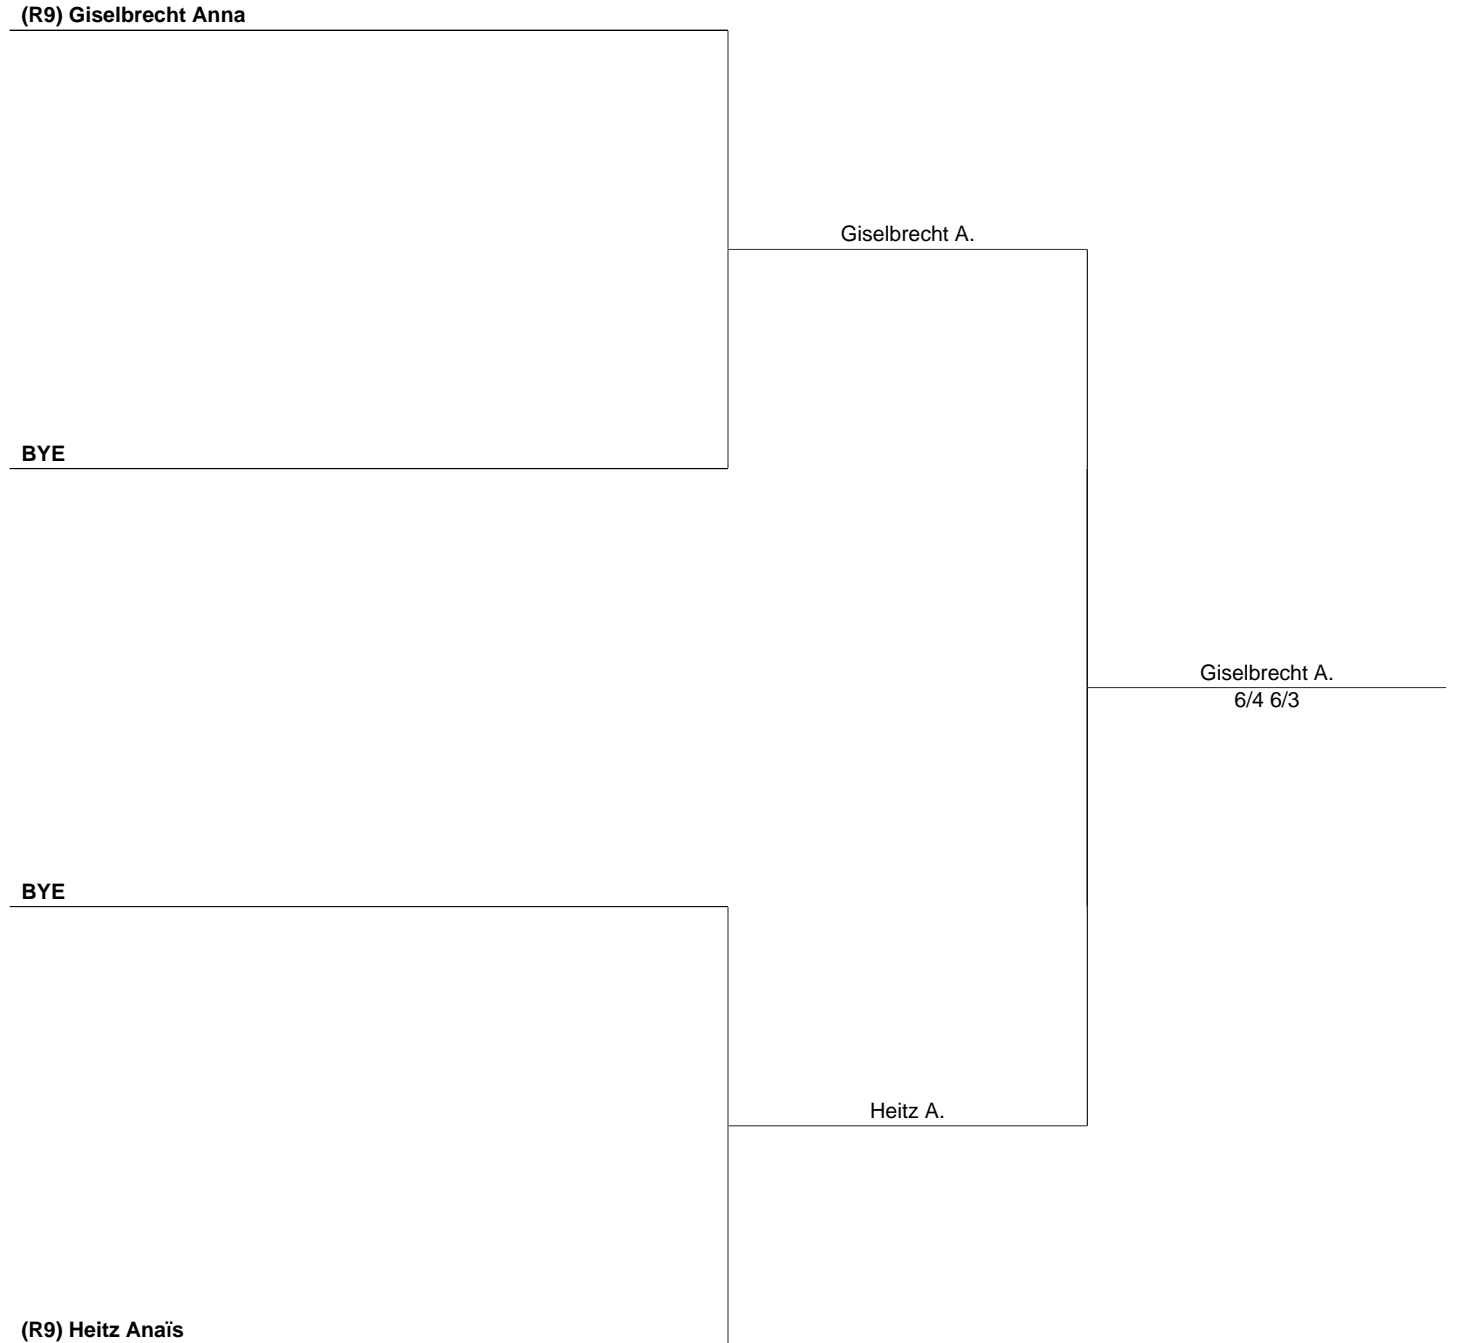 (R9) Giselbrecht Anna
Giselbrecht A.
BYE
Giselbrecht A.
6/4 6/3
BYE
Heitz A.
(R9) Heitz Anaïs